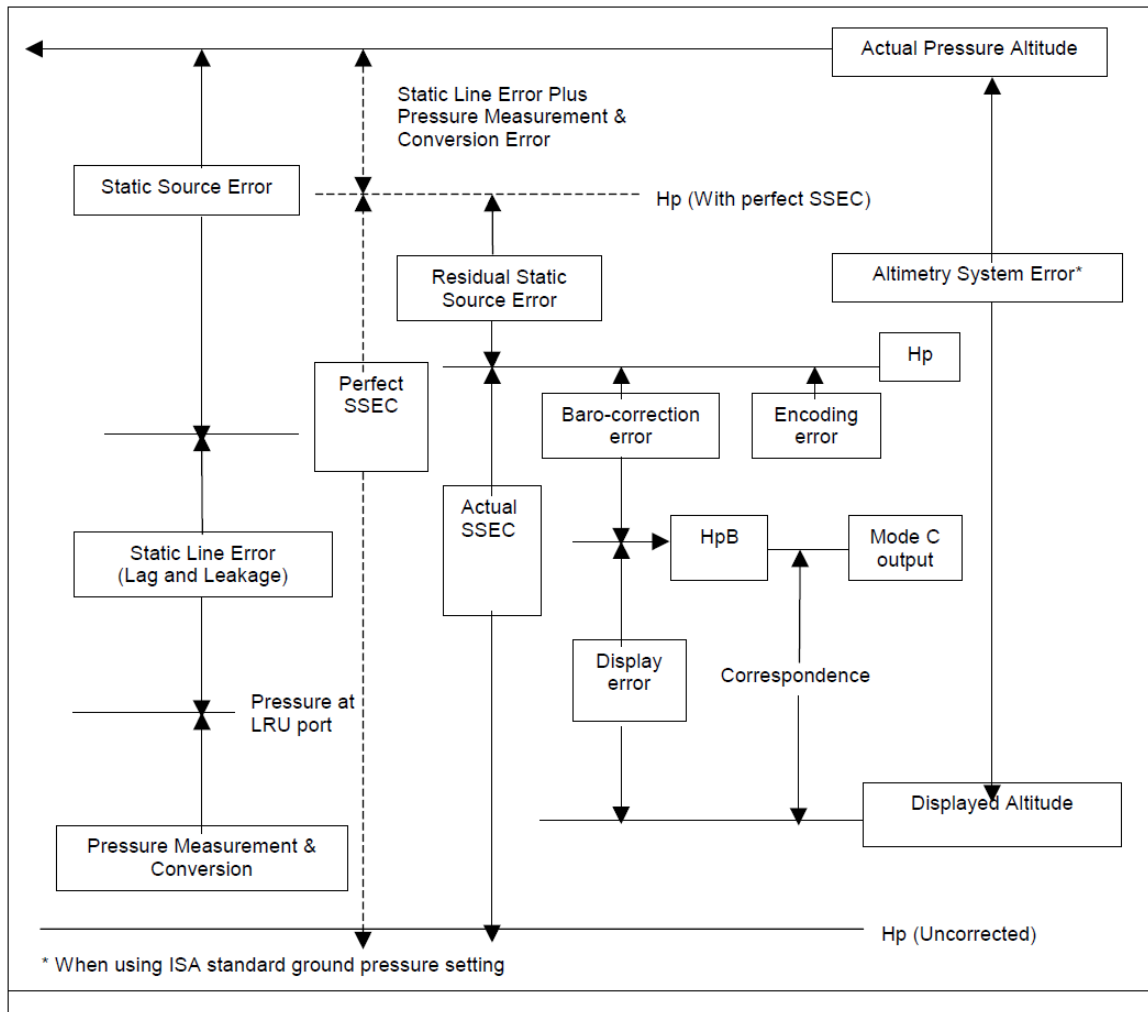 Actual Pressure Altitude
Static Line Error Plus
Pressure Measurement &
Conversion Error
Static Source Error
Hp (With perfect SSEC)
Residual Static
Source Error
Altimetry System Error*
Hp
Perfect
SSEC
Baro-correction
error
Encoding
error
Actual
SSEC
Static Line Error
(Lag and Leakage)
HpB
Mode C
output
Display
error
Correspondence
Pressure at
LRU port
Displayed Altitude
Pressure Measurement &
Conversion
Hp (Uncorrected)
* When using ISA standard ground pressure setting